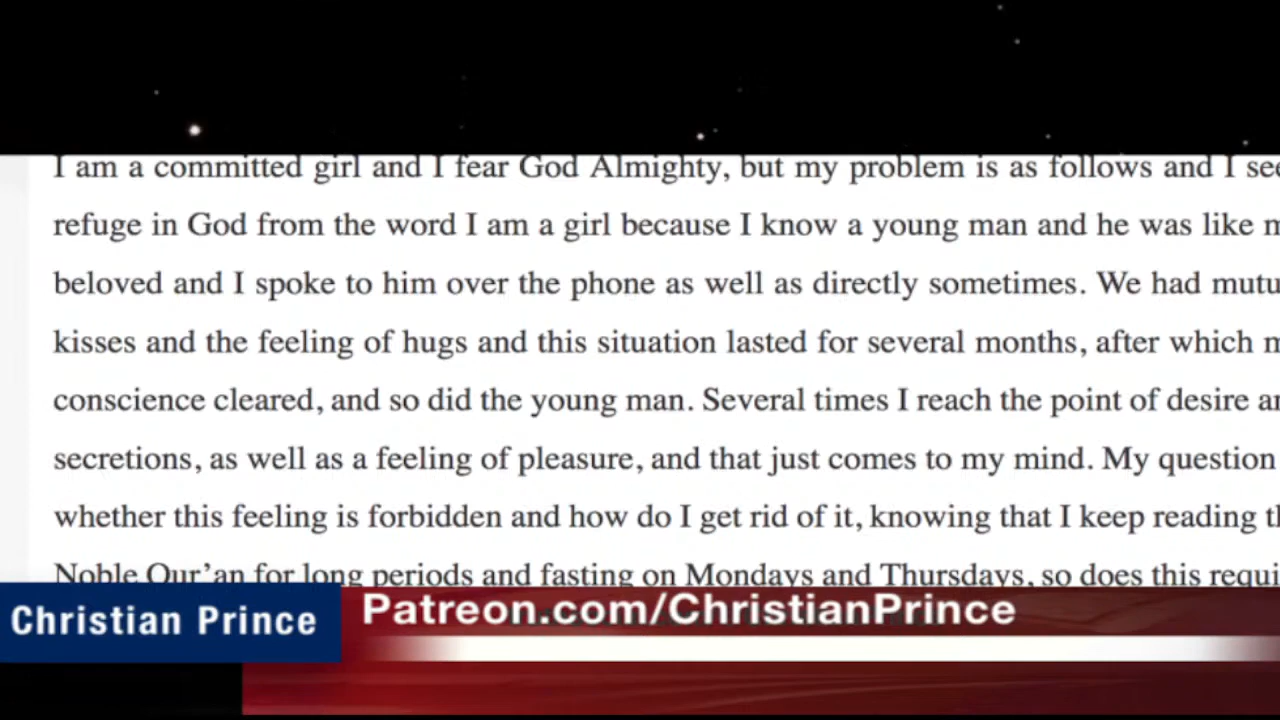 I am a committed girl and I fear God Almighty, but my problem is as follows and I
refuge in God from the word I am a girl because I know a young man and he was like
beloved and I spoke to him over the phone as well as directly sometimes. We had
kisses and the feeling of hugs and this situation lasted for several months, after which
conscience cleared, and so did the young man. Several times I reach the point of desire
secretions, as well as a feeling of pleasure, and that just comes to my mind. My question
whether this feeling is forbidden and how do I get rid of it, knowing that I keep reading
Noble Qur'an for long periods and fasting on Mondays and Thursdays, so does this
Christian Prince
Patreon.com/ChristianPrince